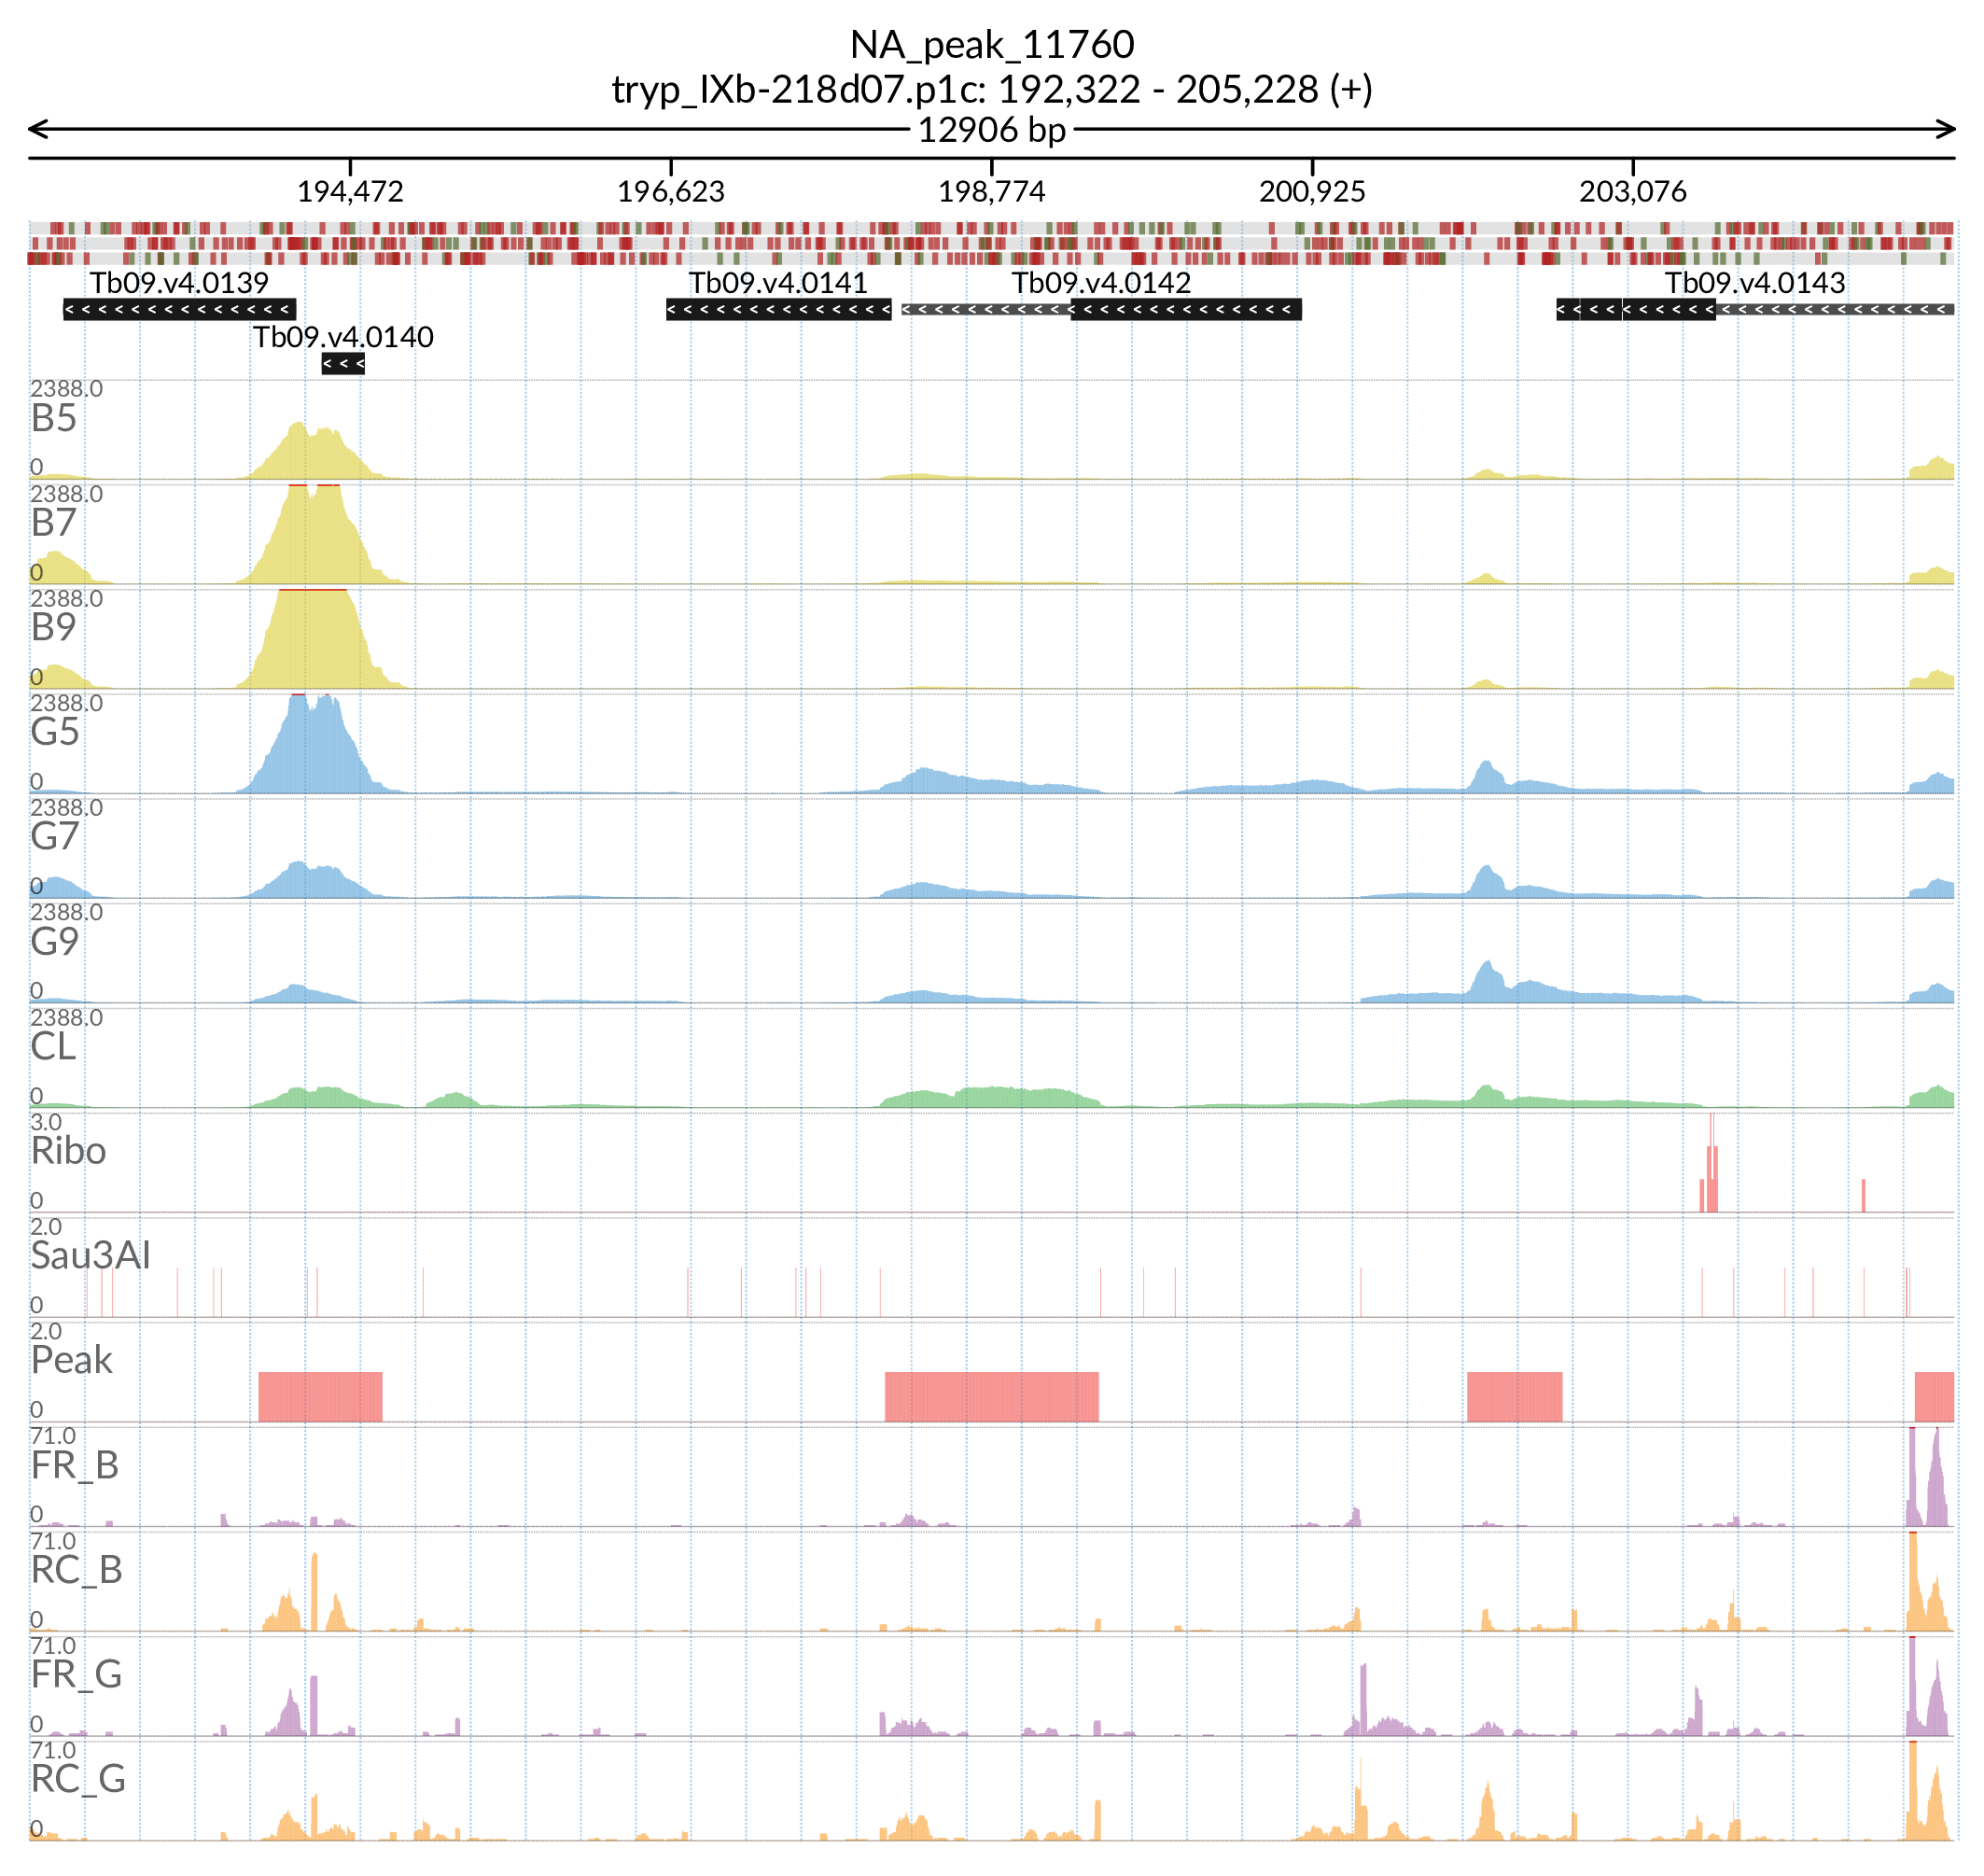 NA_peak_11760
tryp_IXb-218d07.p1c: 192,322 - 205,228 (+)
12906 bp
194,472 196,623 198,774 200,925 203,076
Tb09.v4.0139 Tb09.v4.0141 Tb09.v4.0142 Tb09.v4.0143
Tb09.v4.0140
2388.0
B5
0
2388.0
B7
0
2388.0
B9
0
2388.0
G5
0
2388.0
G7
0
2388.0
G9
0
2388.0
CL
0
3.0
Ribo
0
2.0
Sau3AI
0
2.0
Peak
0
71.0
FR_B
0
71.0
RC_B
0
71.0
FR_G
0
71.0
RC_G
0